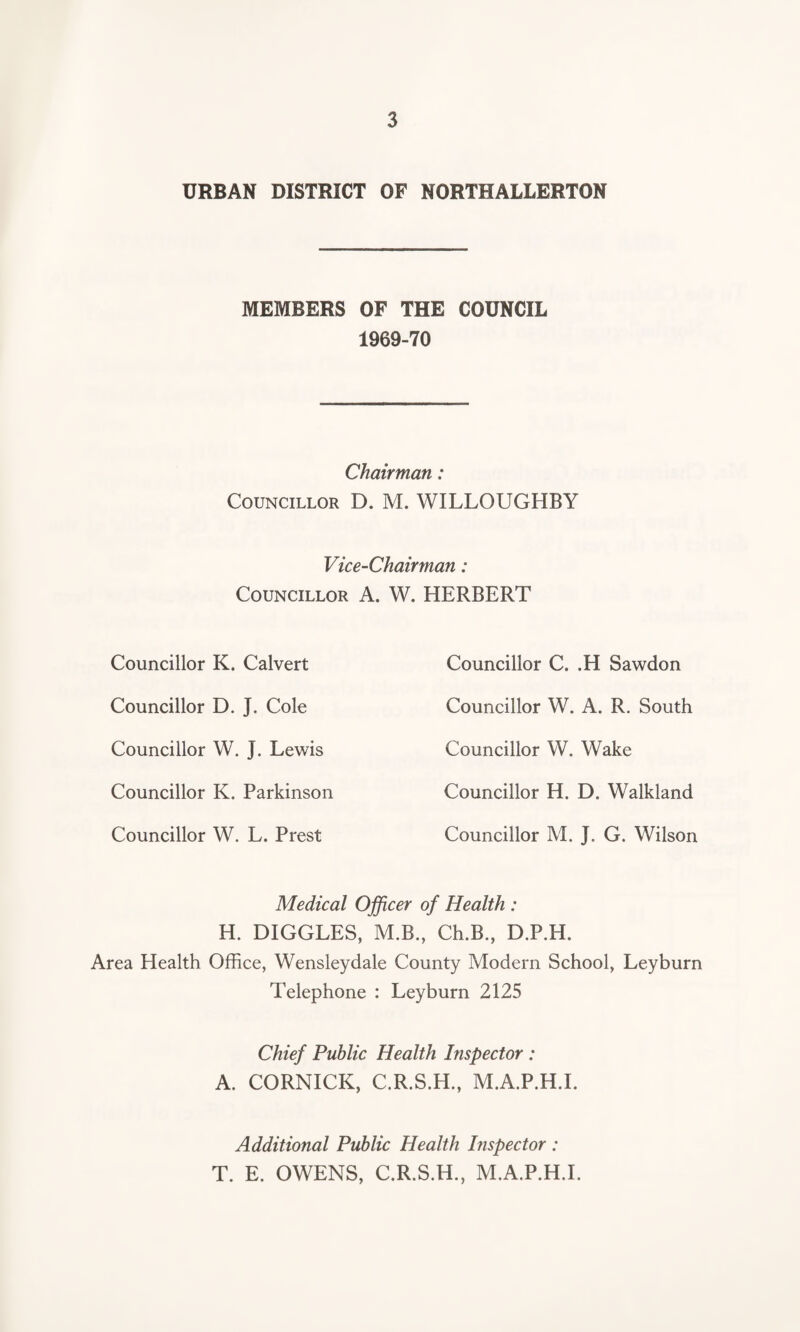 3
URBAN DISTRICT OF NORTHALLERTON
MEMBERS OF THE COUNCIL
1969-70
Chairman :
COUNCILLOR D. M. WILLOUGHBY
Vice-Chairman :
COUNCILLOR A. W. HERBERT
Councillor K. Calvert
Councillor D. J. Cole
Councillor W. J. Lewis
Councillor K. Parkinson
Councillor W. L. Prest
Councillor C. .H Sawdon
Councillor W. A. R. South
Councillor W. Wake
Councillor H. D. Walkland
Councillor M. J. G. Wilson
Medical Officer of Health :
H. DIGGLES, M.B., Ch.B., D.P.H.
Area Health Office, Wensleydale County Modern School, Leyburn
Telephone : Leyburn 2125
Chief Public Health Inspector :
A. CORNICK, C.R.S.H., M.A.P.H.I.
Additional Public Health Inspector :
T. E. OWENS, C.R.S.H., M.A.P.H.I.